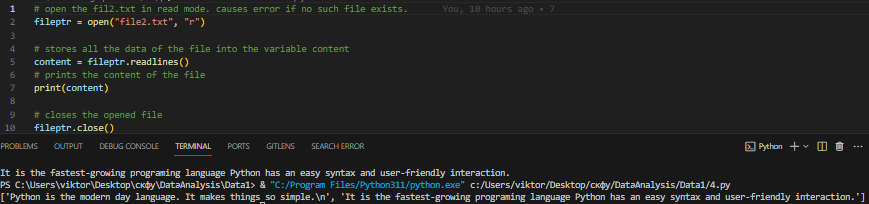 1 # open the fil2.txt in read mode. causes error if no such file exists. You, 10 hours ago • 7
2 fileptr = open("file2.txt", "r")
3
4 # stores all the data of the file into the variable content
5 content = fileptr.readlines()
6 # prints the content of the file
7 print(content)
8
9 # closes the opened file
10 fileptr.close()
PROBLEMS OUTPUT DEBUG CONSOLE TERMINAL PORTS GITLENS SEARCH ERROR Python
It is the fastest-growing programing language Python has an easy syntax and user-friendly interaction.
PS C:\Users\viktor\Desktop\скфу\DataAnalysis\Data1> & "C:/Program Files/Python311/python.exe" c:/Users/viktor/Desktop/скфу/DataAnalysis/Data1/4.py
['Python is the modern day language. It makes things so simple.\n', 'It is the fastest-growing programing language Python has an easy syntax and user-friendly interaction.']